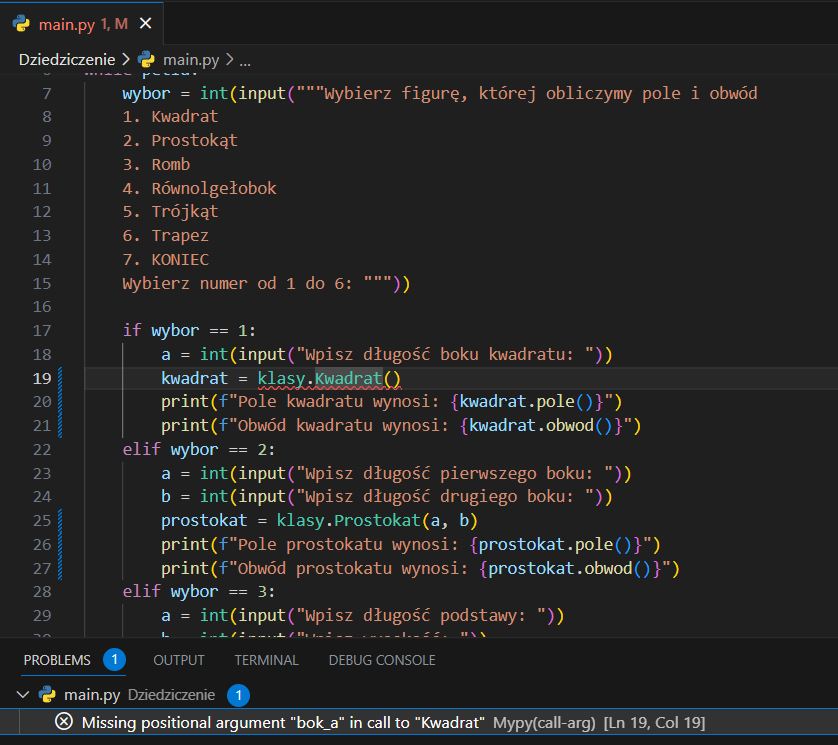 main.py 1, M
Dziedziczenie > main.py > ...
7 wybor = int(input("""Wybierz figurę, której obliczymy pole i obwód
8 1. Kwadrat
9 2. Prostokąt
10 3. Romb
11 4. Równolgełobok
12 5. Trójkąt
13 6. Trapez
14 7. KONIEC
15 Wybierz numer od 1 do 6: """))
16
17 if wybor == 1:
18 a = int(input("Wpisz długość boku kwadratu: "))
19 kwadrat = klasy.Kwadrat()
20 print(f"Pole kwadratu wynosi: {kwadrat.pole()}")
21 print(f"Obwód kwadratu wynosi: {kwadrat.obwod()}")
22 elif wybor == 2:
23 a = int(input("Wpisz długość pierwszego boku: "))
24 b = int(input("Wpisz długość drugiego boku: "))
25 prostokat = klasy.Prostokat(a, b)
26 print(f"Pole prostokatu wynosi: {prostokat.pole()}")
27 print(f"Obwód prostokatu wynosi: {prostokat.obwod()}")
28 elif wybor == 3:
29 a = int(input("Wpisz długość podstawy: "))
PROBLEMS 1 OUTPUT TERMINAL DEBUG CONSOLE
main.py Dziedziczenie 1
Missing positional argument "bok_a" in call to "Kwadrat" Mypy(call-arg) [Ln 19, Col 19]